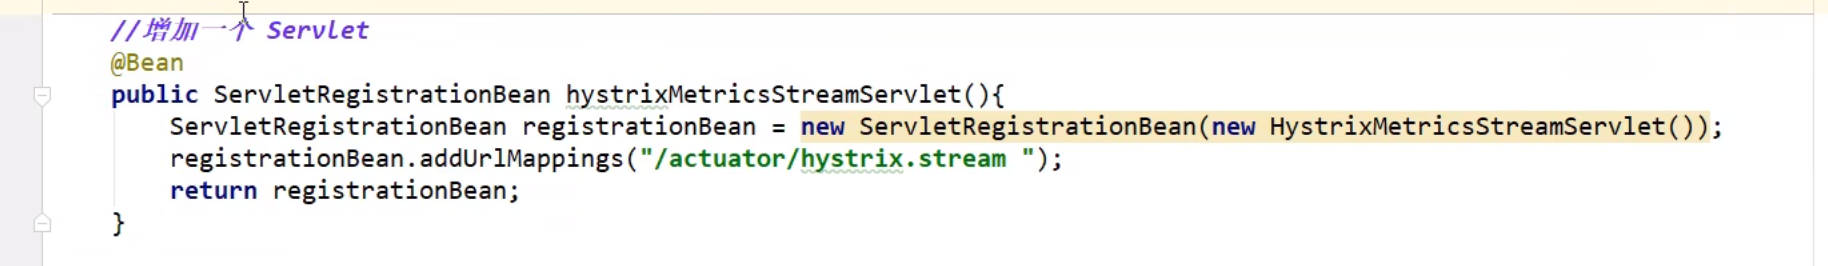 //增加一个 Servlet
@Bean
public ServletRegistrationBean hystrixMetricsStreamServlet(){
    ServletRegistrationBean registrationBean = new ServletRegistrationBean(new HystrixMetricsStreamServlet());
    registrationBean.addUrlMappings("/actuator/hystrix.stream ");
    return registrationBean;
}